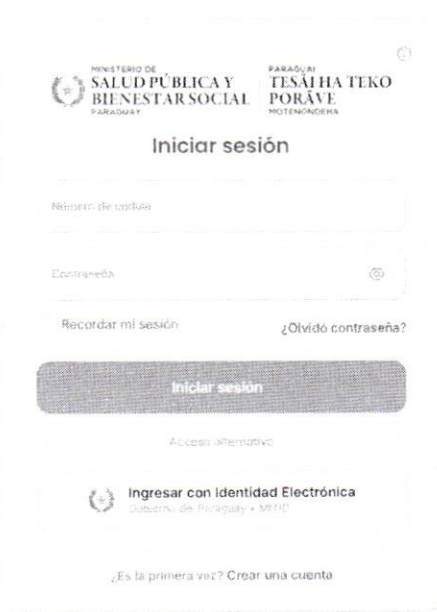 MINISTERIO DE
SALUD PÚBLICA Y
BIENESTAR SOCIAL
PARAGUAY
PARAGUÁI
TESÃI HA TEKO
PORÃVE
MOTENONDEHA
Iniciar sesión
Número de cédula
Contraseña
Recordar mi sesión
¿Olvidó contraseña?
Iniciar sesión
Acceso alternativo
Ingresar con Identidad Electrónica
Gobierno de Paraguay •
¿Es la primera vez? Crear una cuenta